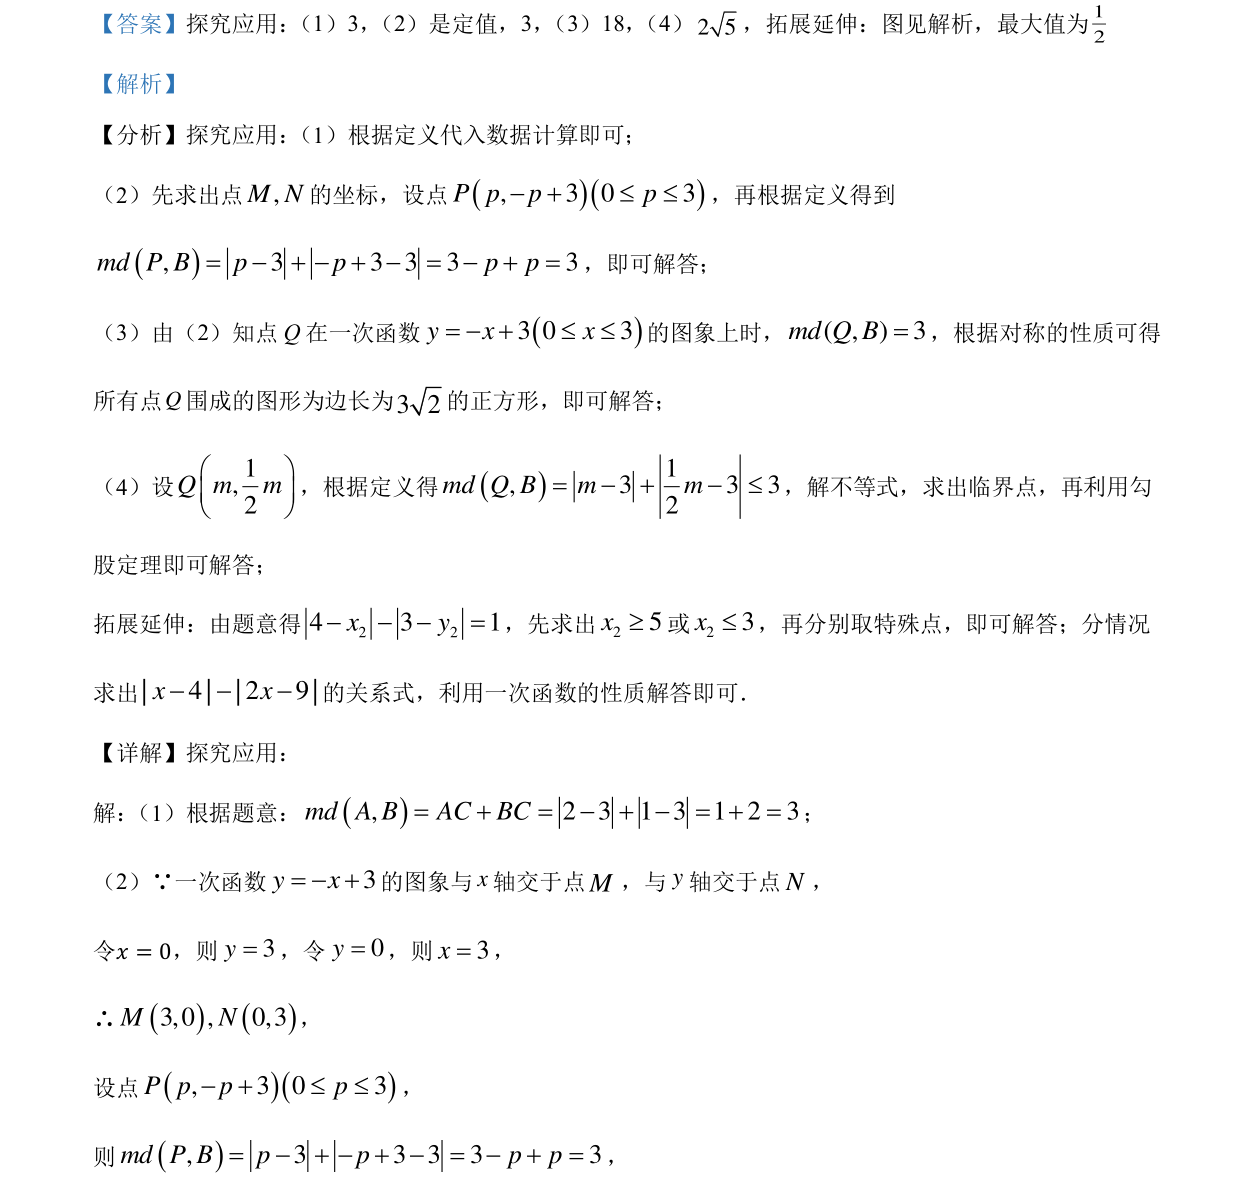 【答案】探究应用:（1）3,（2）是定值，3,（3）18,（4）2√5，拓展延伸：图见解析，最大值为1/2
【解析】
【分析】探究应用:（1）根据定义代入数据计算即可；
（2）先求出点M,N的坐标，设点P(p,−p+3)(0≤p≤3)，再根据定义得到
md(P,B)=|p−3|+|−p+3−3|=3−p+p=3，即可解答；
（3）由（2）知点Q在一次函数y=−x+3(0≤x≤3)的图象上时，md(Q,B)=3，根据对称的性质可得
所有点Q围成的图形为边长为3√2的正方形，即可解答；
（4）设Q(m,1/2m)，根据定义得md(Q,B)=|m−3|+|1/2m−3|≤3，解不等式，求出临界点，再利用勾
股定理即可解答；
拓展延伸：由题意得|4−x₂|−|3−y₂|=1，先求出x₂≥5或x₂≤3，再分别取特殊点，即可解答；分情况
求出|x−4|−|2x−9|的关系式，利用一次函数的性质解答即可．
【详解】探究应用：
解:（1）根据题意：md(A,B)=AC+BC=|2−3|+|1−3|=1+2=3；
（2）∵一次函数y=−x+3的图象与x轴交于点M，与y轴交于点N，
令x=0，则y=3，令y=0，则x=3，
∴M(3,0),N(0,3)，
设点P(p,−p+3)(0≤p≤3)，
则md(P,B)=|p−3|+|−p+3−3|=3−p+p=3，